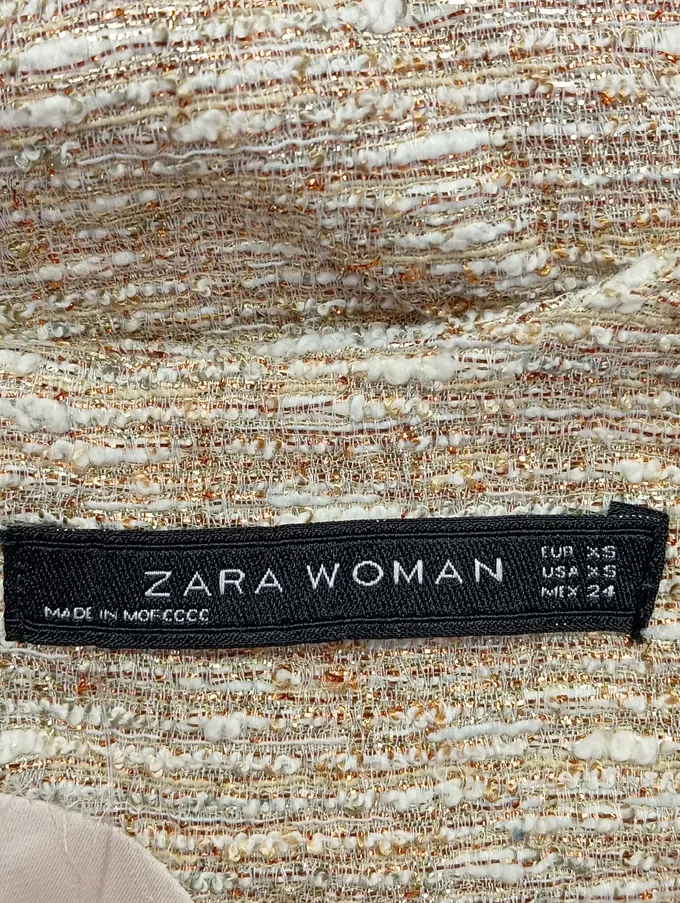 ZARA WOMAN
MADE IN MOROCCO
EUR XS
USA XS
MEX 24